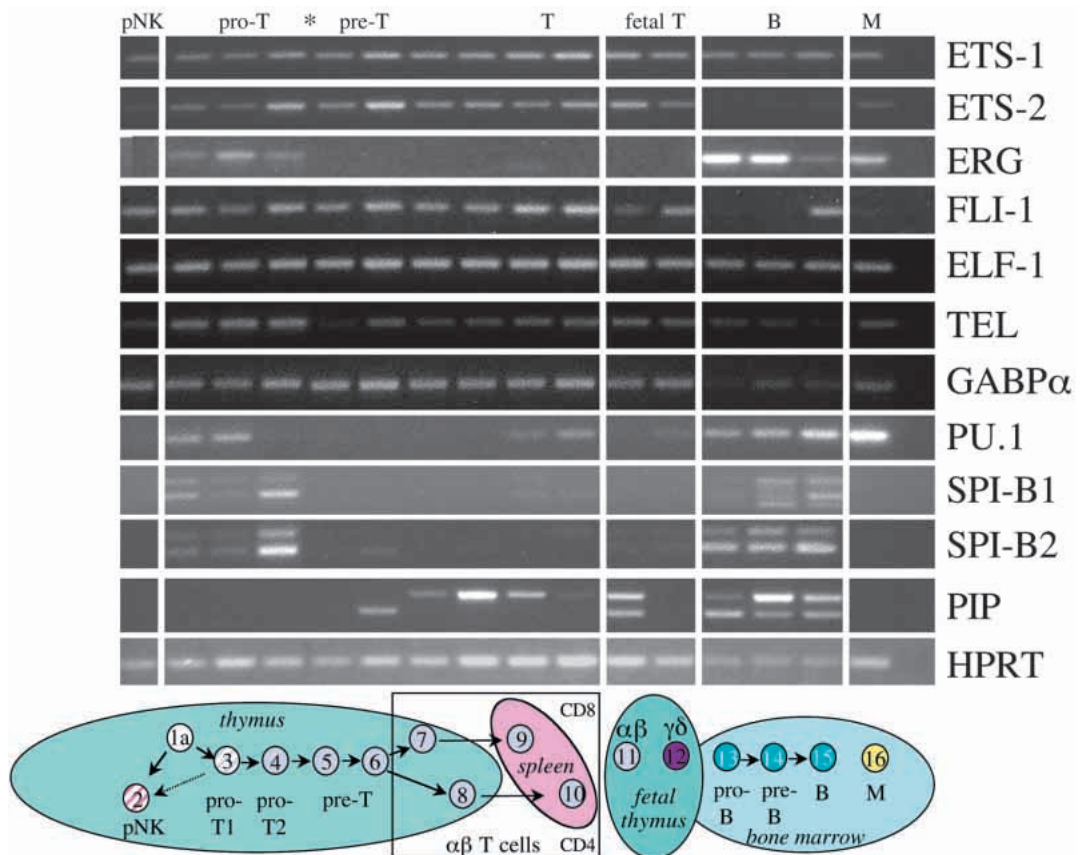 pNK pro-T * pre-T T fetal T B M
ETS-1
ETS-2
ERG
FLI-1
ELF-1
TEL
GABPα
PU.1
SPI-B1
SPI-B2
PIP
HPRT
thymus
1a
2
3
4
5
6
7
8
pNK
pro-
T1
pro-
T2
pre-T
CD8
9
spleen
10
αβ T cells CD4
αβ γδ
11 12
fetal
thymus
13 14 15 16
pro-
B
pre-
B
B
M
bone marrow